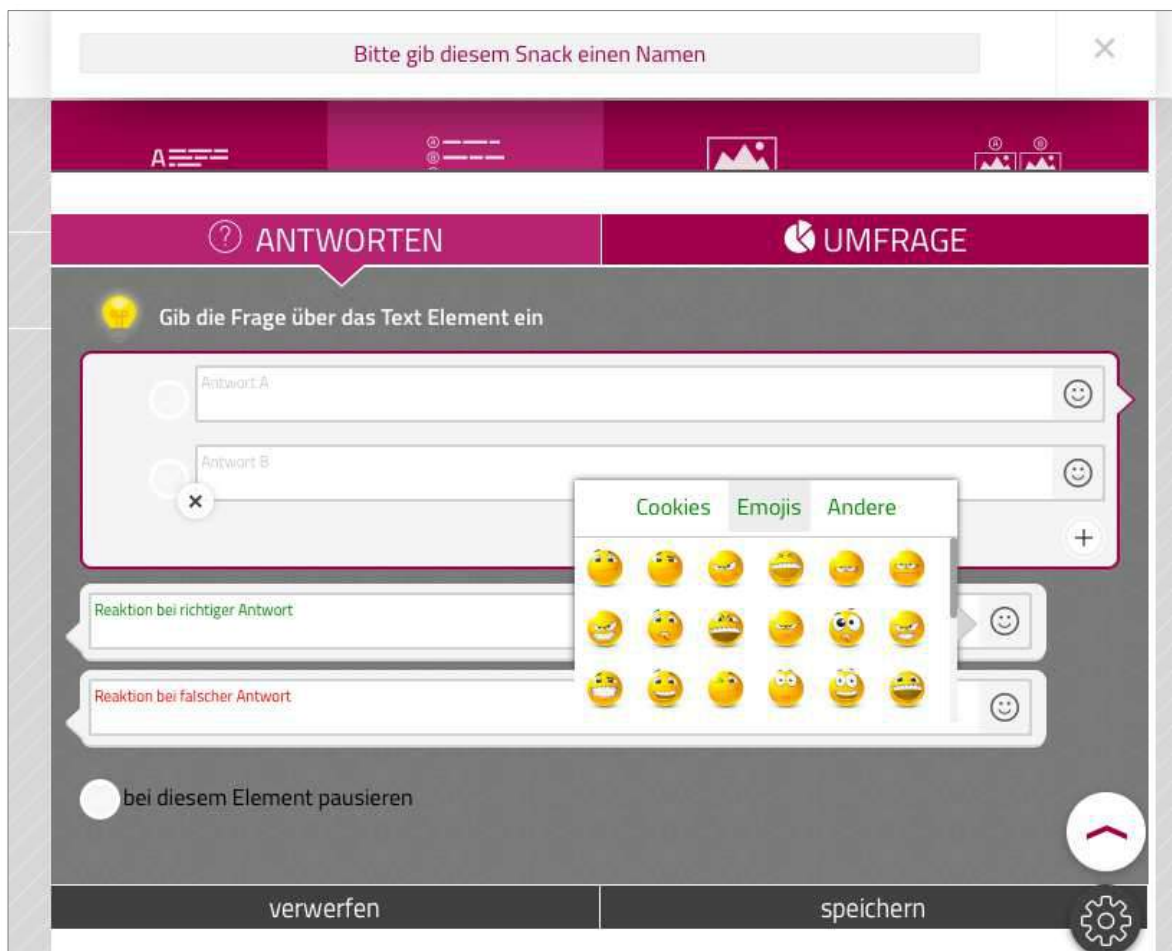 Bitte gib diesem Snack einen Namen
A
A B
B
ANTWORTEN
UMFRAGE
Gib die Frage über das Text Element ein
Antwort A
Antwort B
Cookies Emojis Andere
Reaktion bei richtiger Antwort
Reaktion bei falscher Antwort
bei diesem Element pausieren
verwerfen
speichern